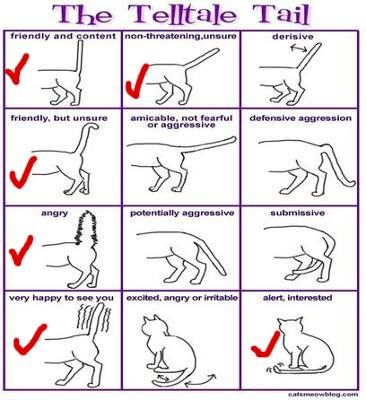 The Telltale Tail
friendly and content
non-threatening,unsure
derisive
friendly, but unsure
amicable, not fearful
or aggressive
defensive aggression
angry
potentially aggressive
submissive
very happy to see you
excited, angry or irritable
alert, interested
catsmeowblog.com